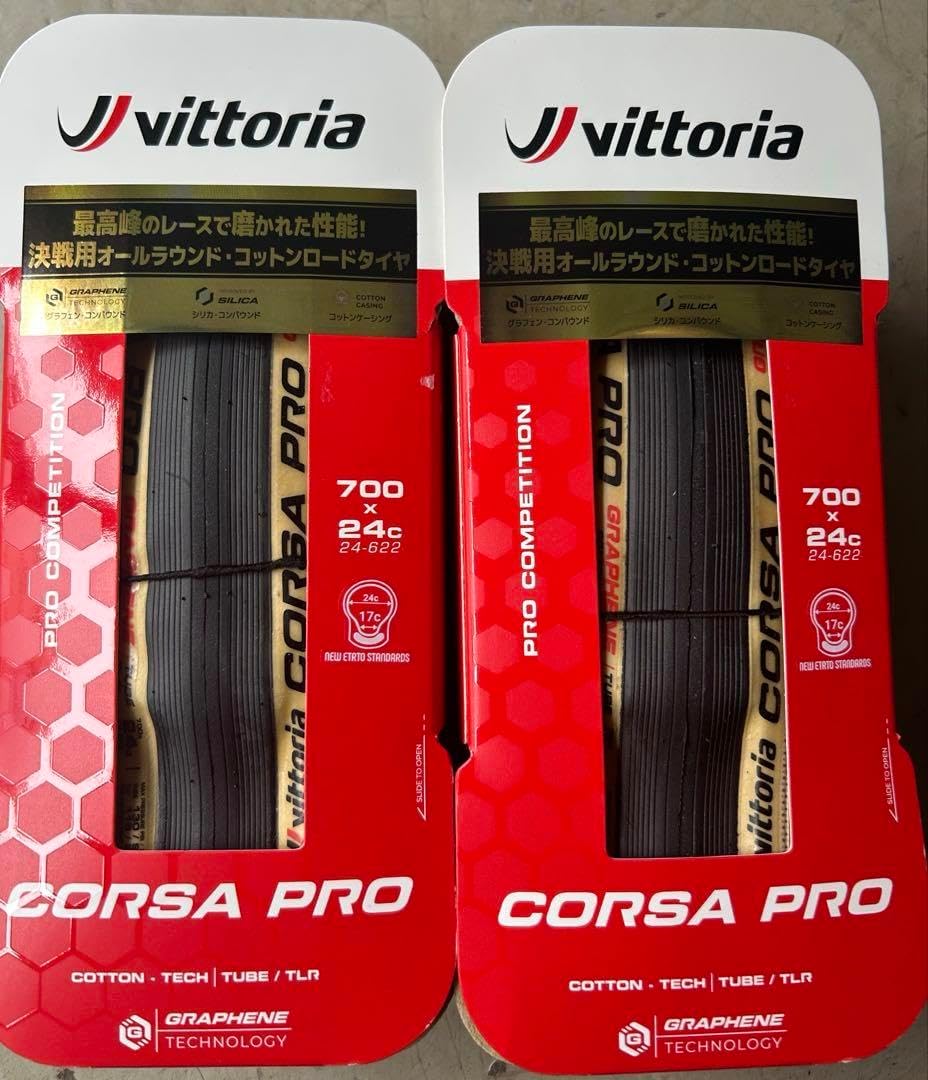 vittoria
最高峰のレースで磨かれた性能!
決戦用オールラウンド・コットンロードタイヤ
GRAPHENE
TECHNOLOGY
SILICA
COTTON
CASING
グラフェン・コンパウンド
シリカ・コンパウンド
コットンケーシング
PRO COMPETITION
PRO
vittoria CORSA PRO
700
x
24c
24-622
24c
17c
NEW ETRTO STANDARDS
SLIDE TO OPEN
CORSA PRO
COTTON - TECH | TUBE / TLR
G
GRAPHENE
TECHNOLOGY
vittoria
最高峰のレースで磨かれた性能!
決戦用オールラウンド・コットンロードタイヤ
GRAPHENE
TECHNOLOGY
SILICA
COTTON
CASING
グラフェン・コンパウンド
シリカ・コンパウンド
コットンケーシング
PRO COMPETITION
PRO GRAPHENE | TUBE
vittoria CORSA PRO
700
x
24c
24-622
24c
17c
NEW ETRTO STANDARDS
SLIDE TO OPEN
CORSA PRO
COTTON - TECH | TUBE / TLR
G
GRAPHENE
TECHNOLOGY